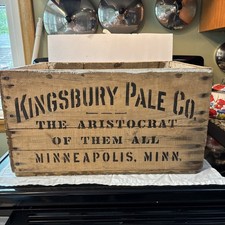 KINGSBURY PALE CO.
THE ARISTOCRAT
OF THEM ALL
MINNEAPOLIS, MINN.